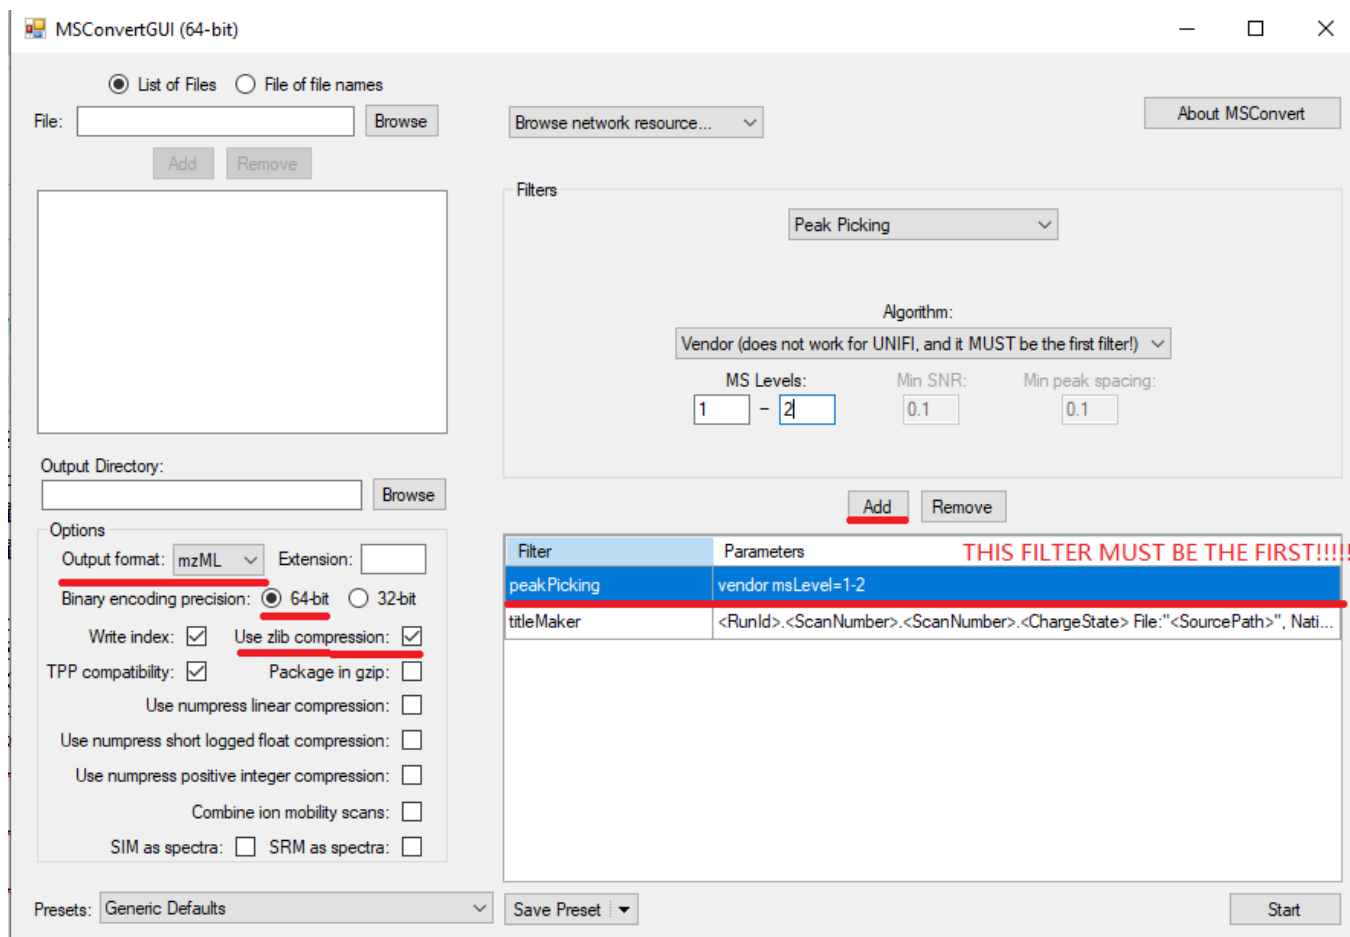 MSConvertGUI (64-bit)
List of Files File of file names
File: Browse
Add Remove
Browse network resource...
About MSConvert
Filters
Peak Picking
Algorithm:
Vendor (does not work for UNIFI, and it MUST be the first filter!)
MS Levels: Min SNR: Min peak spacing:
1 - 2 0.1 0.1
Add Remove
Output Directory:
Browse
Options
Output format: mzML Extension:
Binary encoding precision: 64-bit 32-bit
Write index: Use zlib compression:
TPP compatibility: Package in gzip:
Use numpress linear compression:
Use numpress short logged float compression:
Use numpress positive integer compression:
Combine ion mobility scans:
SIM as spectra: SRM as spectra:
Filter Parameters THIS FILTER MUST BE THE FIRST!!!!!
peakPicking vendor msLevel=1-2
titleMaker <RunId>.<ScanNumber>.<ScanNumber>.<ChargeState> File:"<SourcePath>", Nati...
Presets: Generic Defaults Save Preset Start